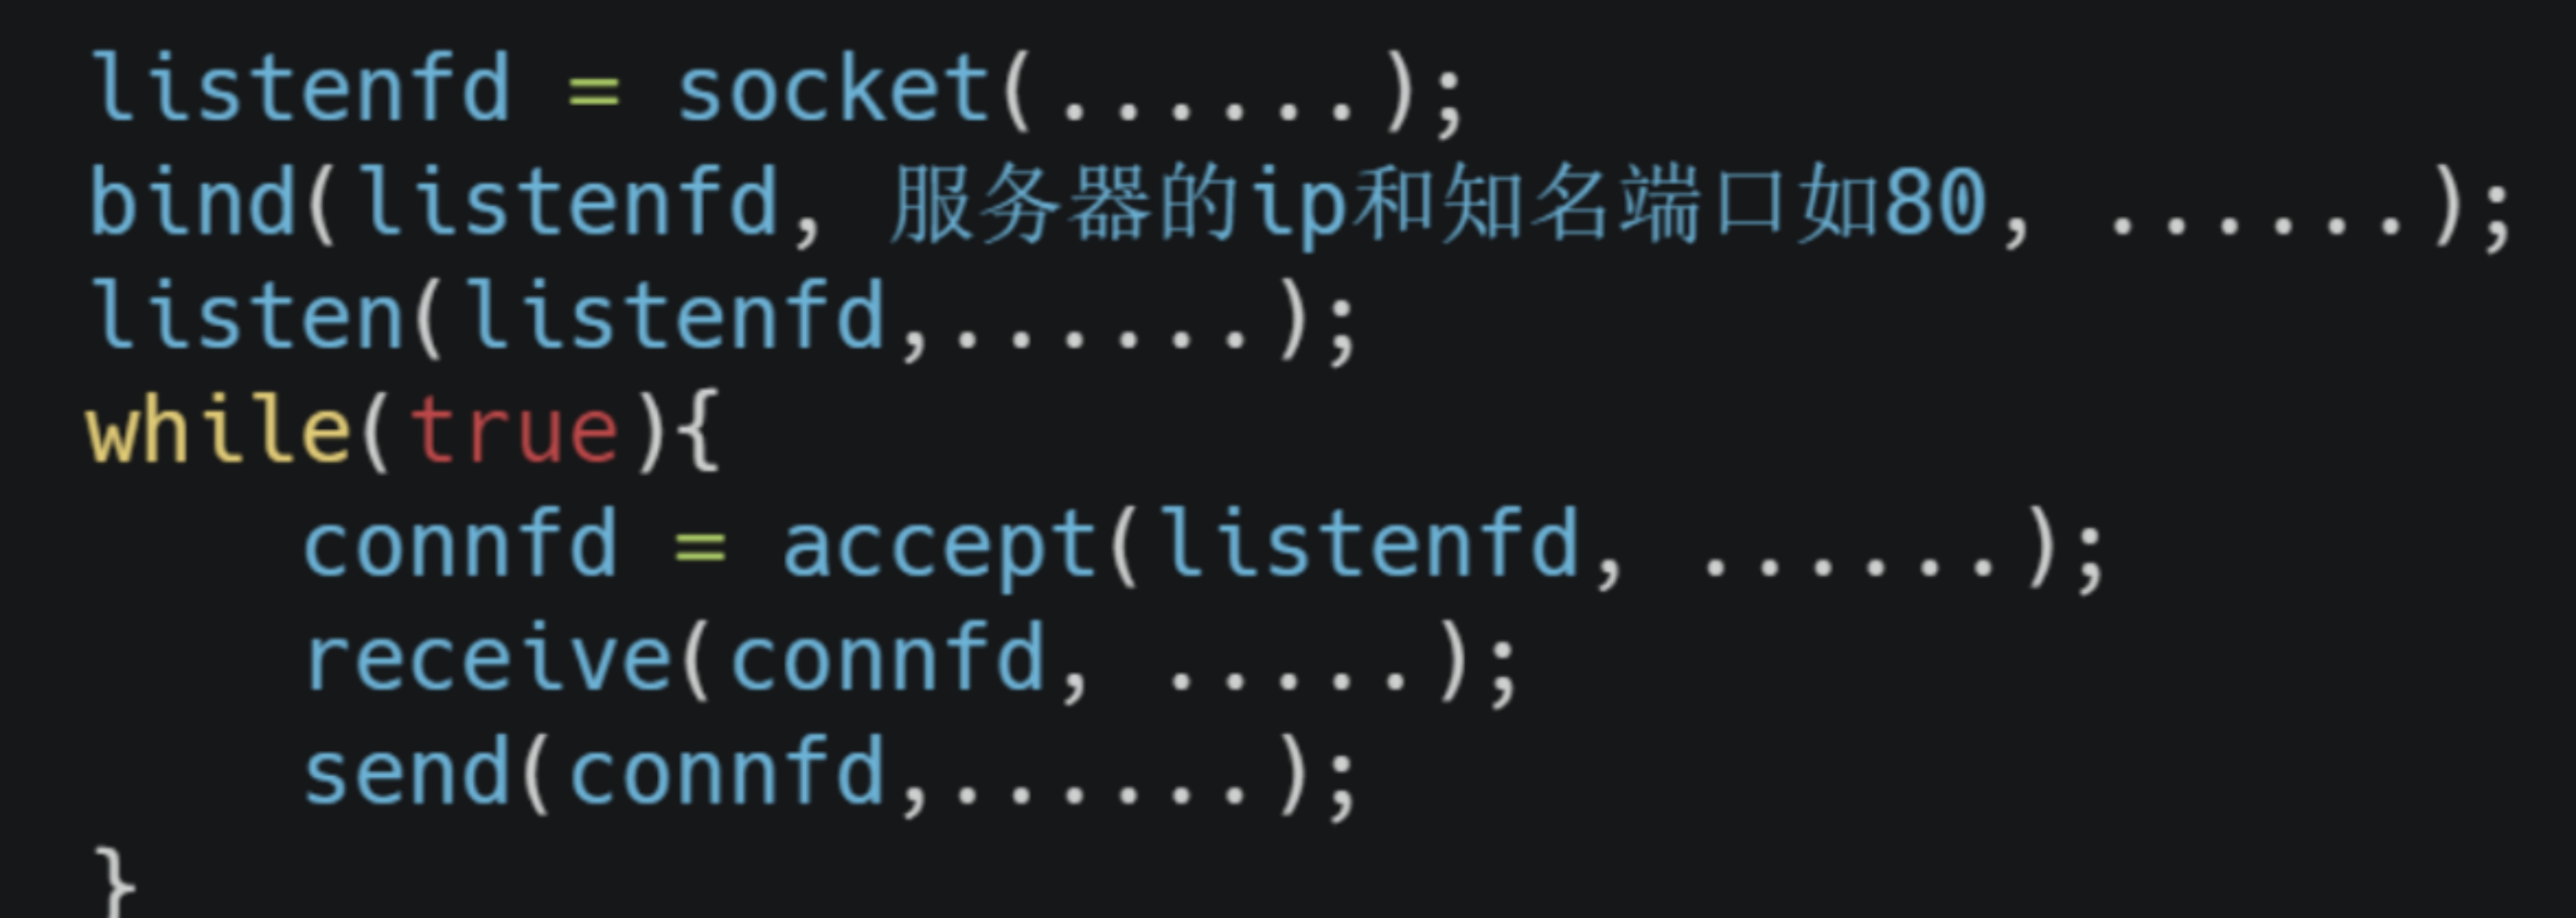 listenfd = socket(......);
bind(listenfd, 服务器的ip和知名端口如80, ......);
listen(listenfd,......);
while(true){
    connfd = accept(listenfd, ......);
    receive(connfd, .....);
    send(connfd,......);
}